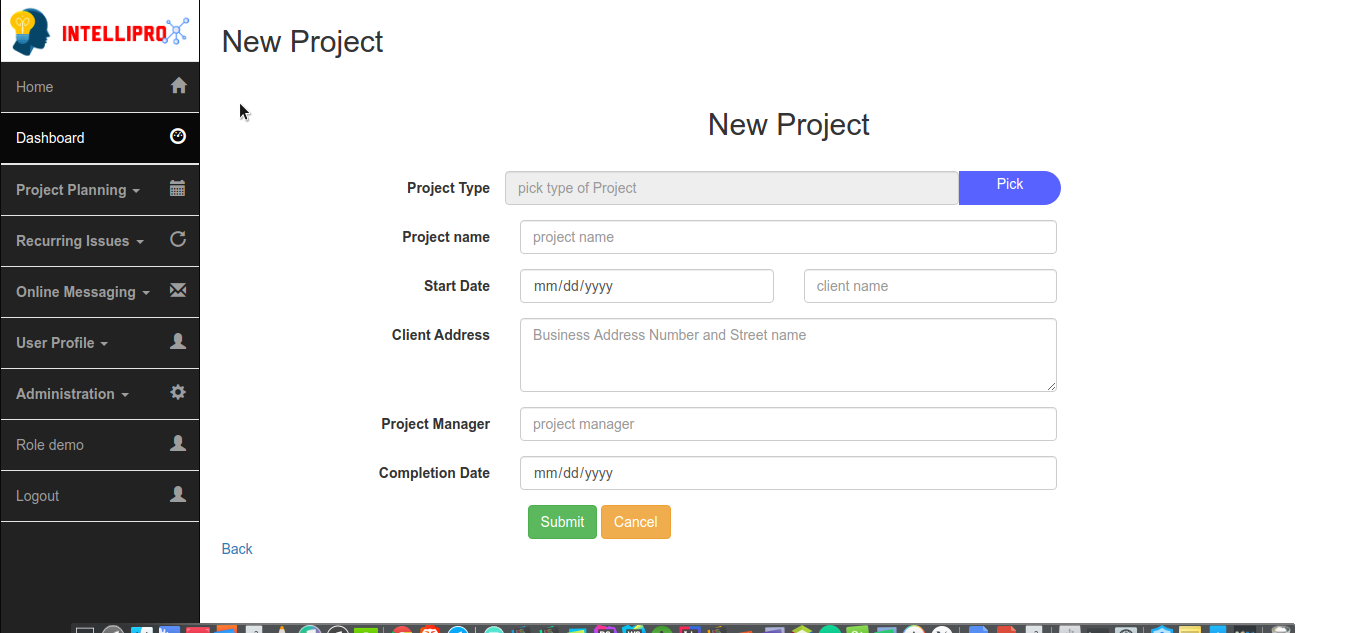 INTELLIPRO
Home
Dashboard
Project Planning
Recurring Issues
Online Messaging
User Profile
Administration
Role demo
Logout
New Project
New Project
Project Type pick type of Project Pick
Project name project name
Start Date mm/dd/yyyy client name
Client Address Business Address Number and Street name
Project Manager project manager
Completion Date mm/dd/yyyy
Submit Cancel
Back